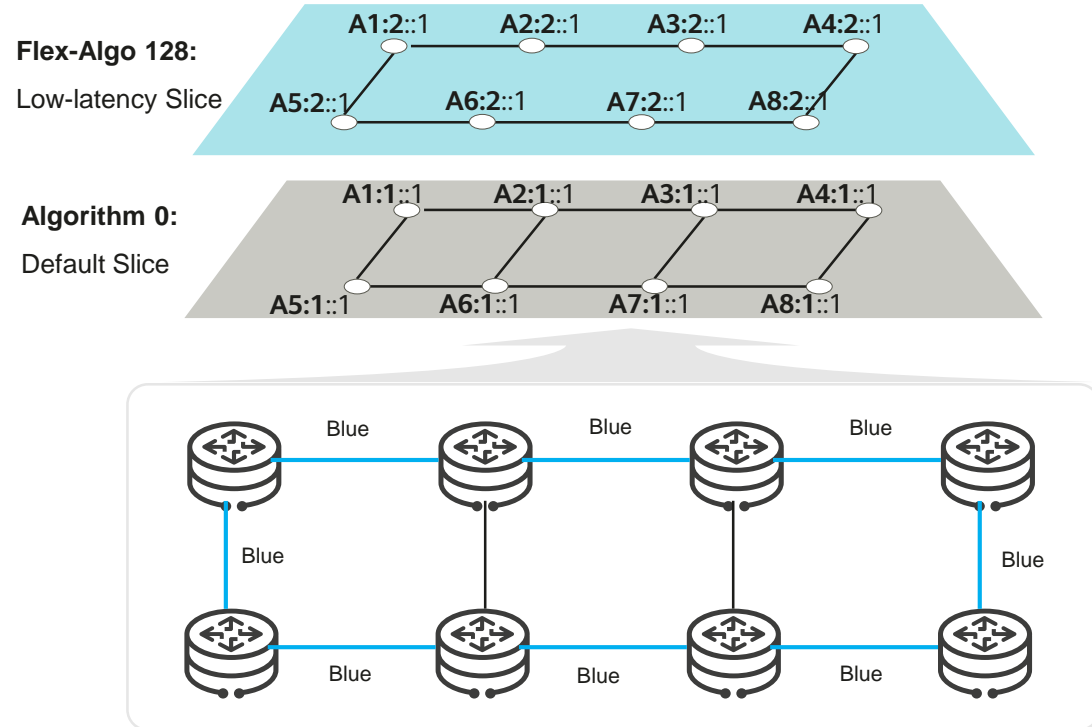 A1:2::1 A2:2::1 A3:2::1 A4:2::1
Flex-Algo 128:
Low-latency Slice
A5:2::1 A6:2::1 A7:2::1 A8:2::1
A1:1::1 A2:1::1 A3:1::1 A4:1::1
Algorithm 0:
Default Slice
A5:1::1 A6:1::1 A7:1::1 A8:1::1
Blue Blue Blue
Blue Blue
Blue Blue Blue